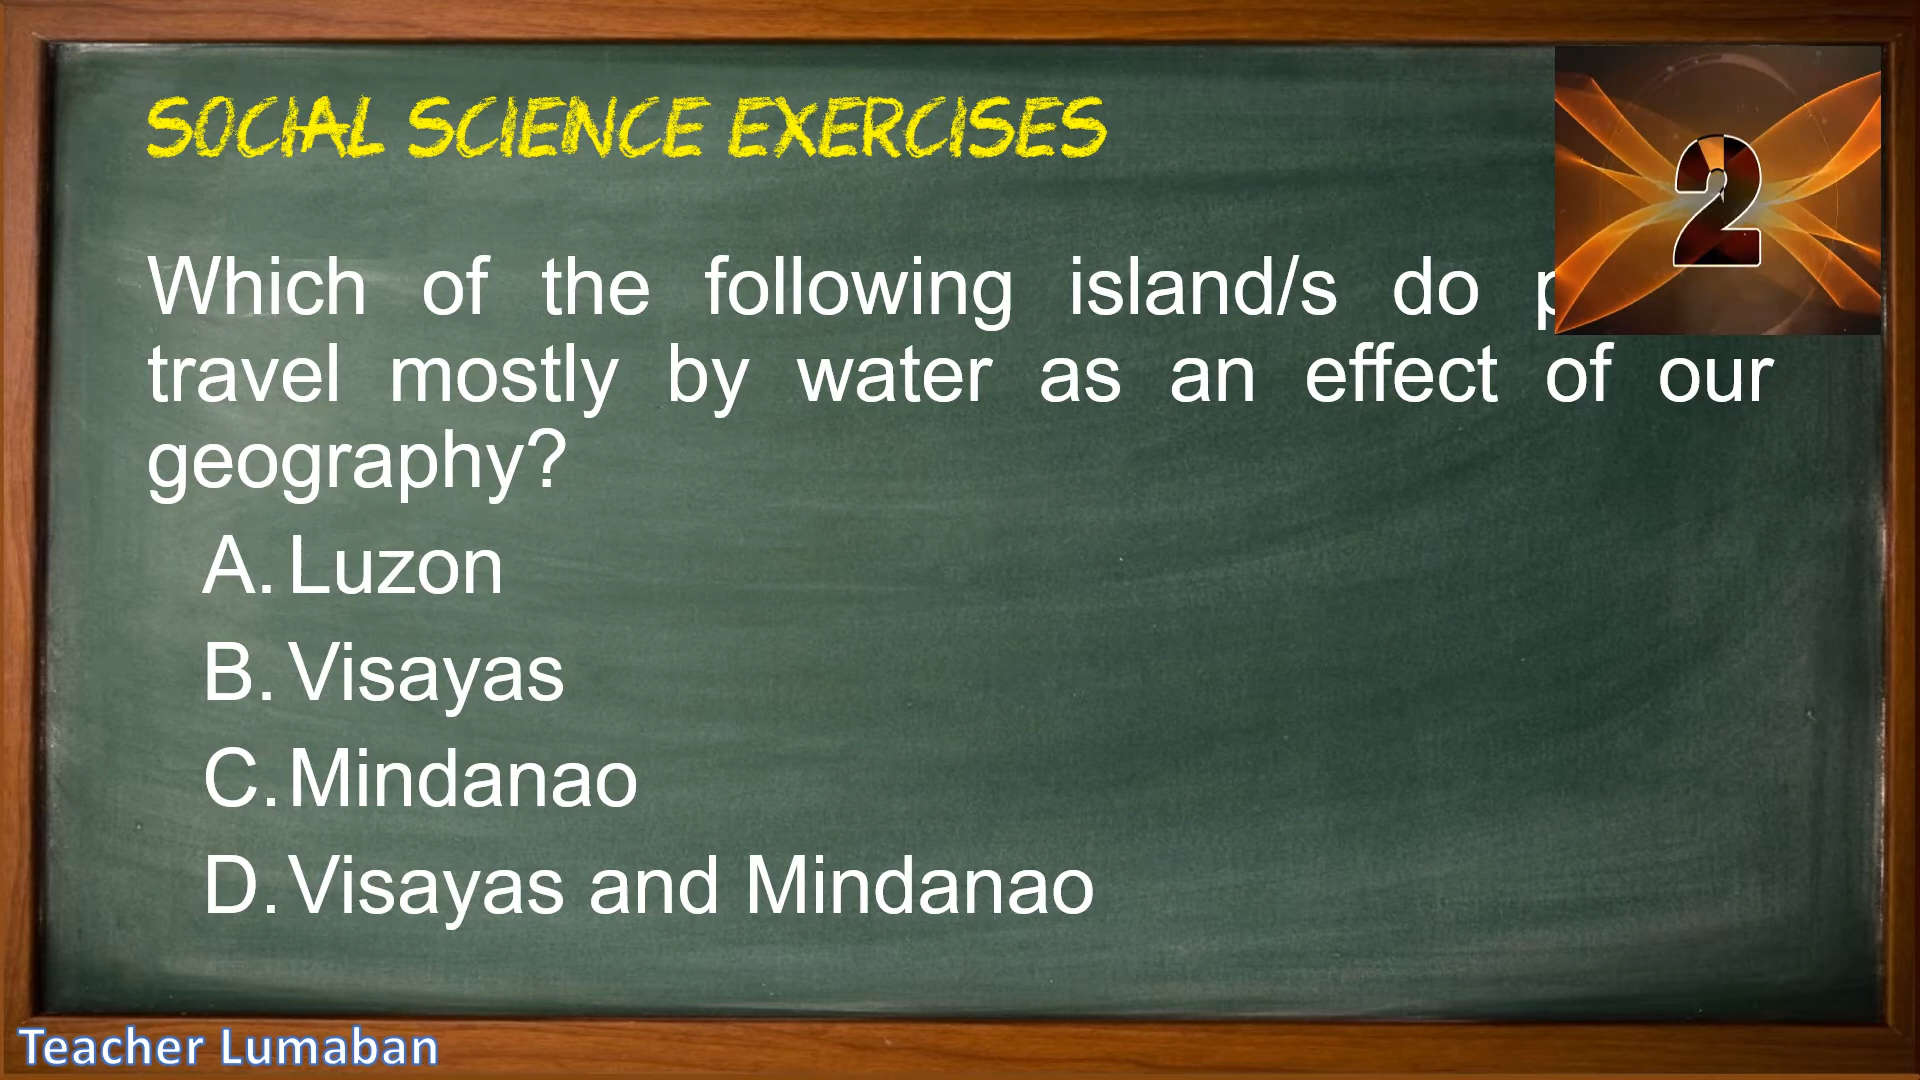 SOCIAL SCIENCE EXERCISES
2
Which of the following island/s do
travel mostly by water as an effect of our
geography?
A. Luzon
B. Visayas
C. Mindanao
D. Visayas and Mindanao
Teacher Lumaban